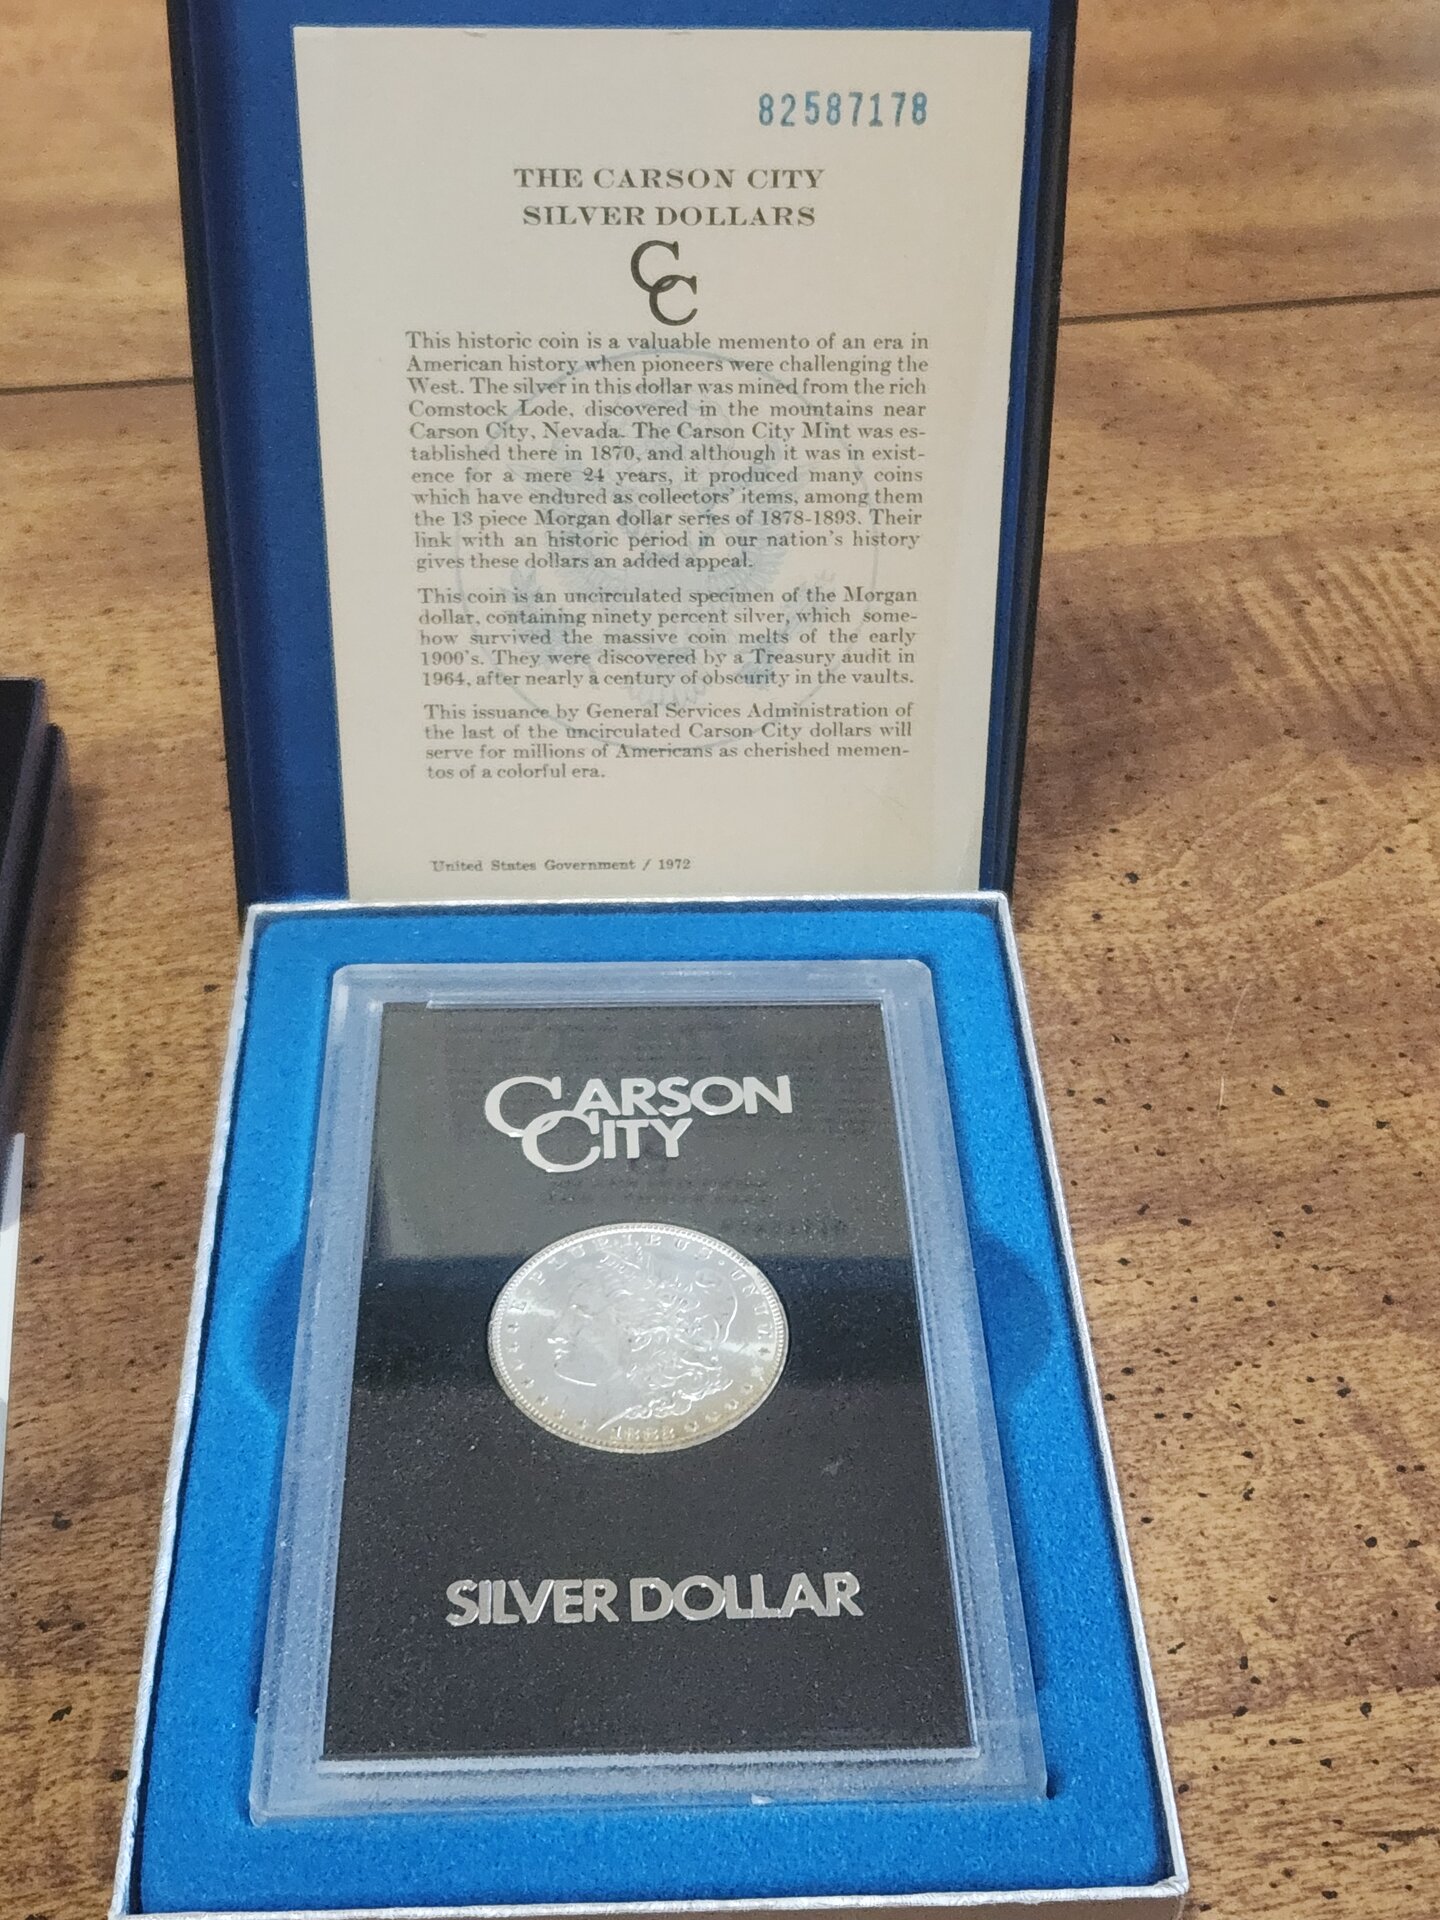 82587178
THE CARSON CITY
SILVER DOLLARS
CC
This historic coin is a valuable memento of an era in
American history when pioneers were challenging the
West. The silver in this dollar was mined from the rich
Comstock Lode, discovered in the mountains near
Carson City, Nevada. The Carson City Mint was es-
tablished there in 1870, and although it was in exist-
ence for a mere 24 years, it produced many coins
which have endured as collectors' items, among them
the 13 piece Morgan dollar series of 1878-1893. Their
link with an historic period in our nation's history
gives these dollars an added appeal.
This coin is an uncirculated specimen of the Morgan
dollar, containing ninety percent silver, which some-
how survived the massive coin melts of the early
1900's. They were discovered by a Treasury audit in
1964, after nearly a century of obscurity in the vaults.
This issuance by General Services Administration of
the last of the uncirculated Carson City dollars will
serve for millions of Americans as cherished memen-
tos of a colorful era.
United States Government / 1972
CARSON
CITY
E·PLURIBUS·UNUM
SILVER DOLLAR